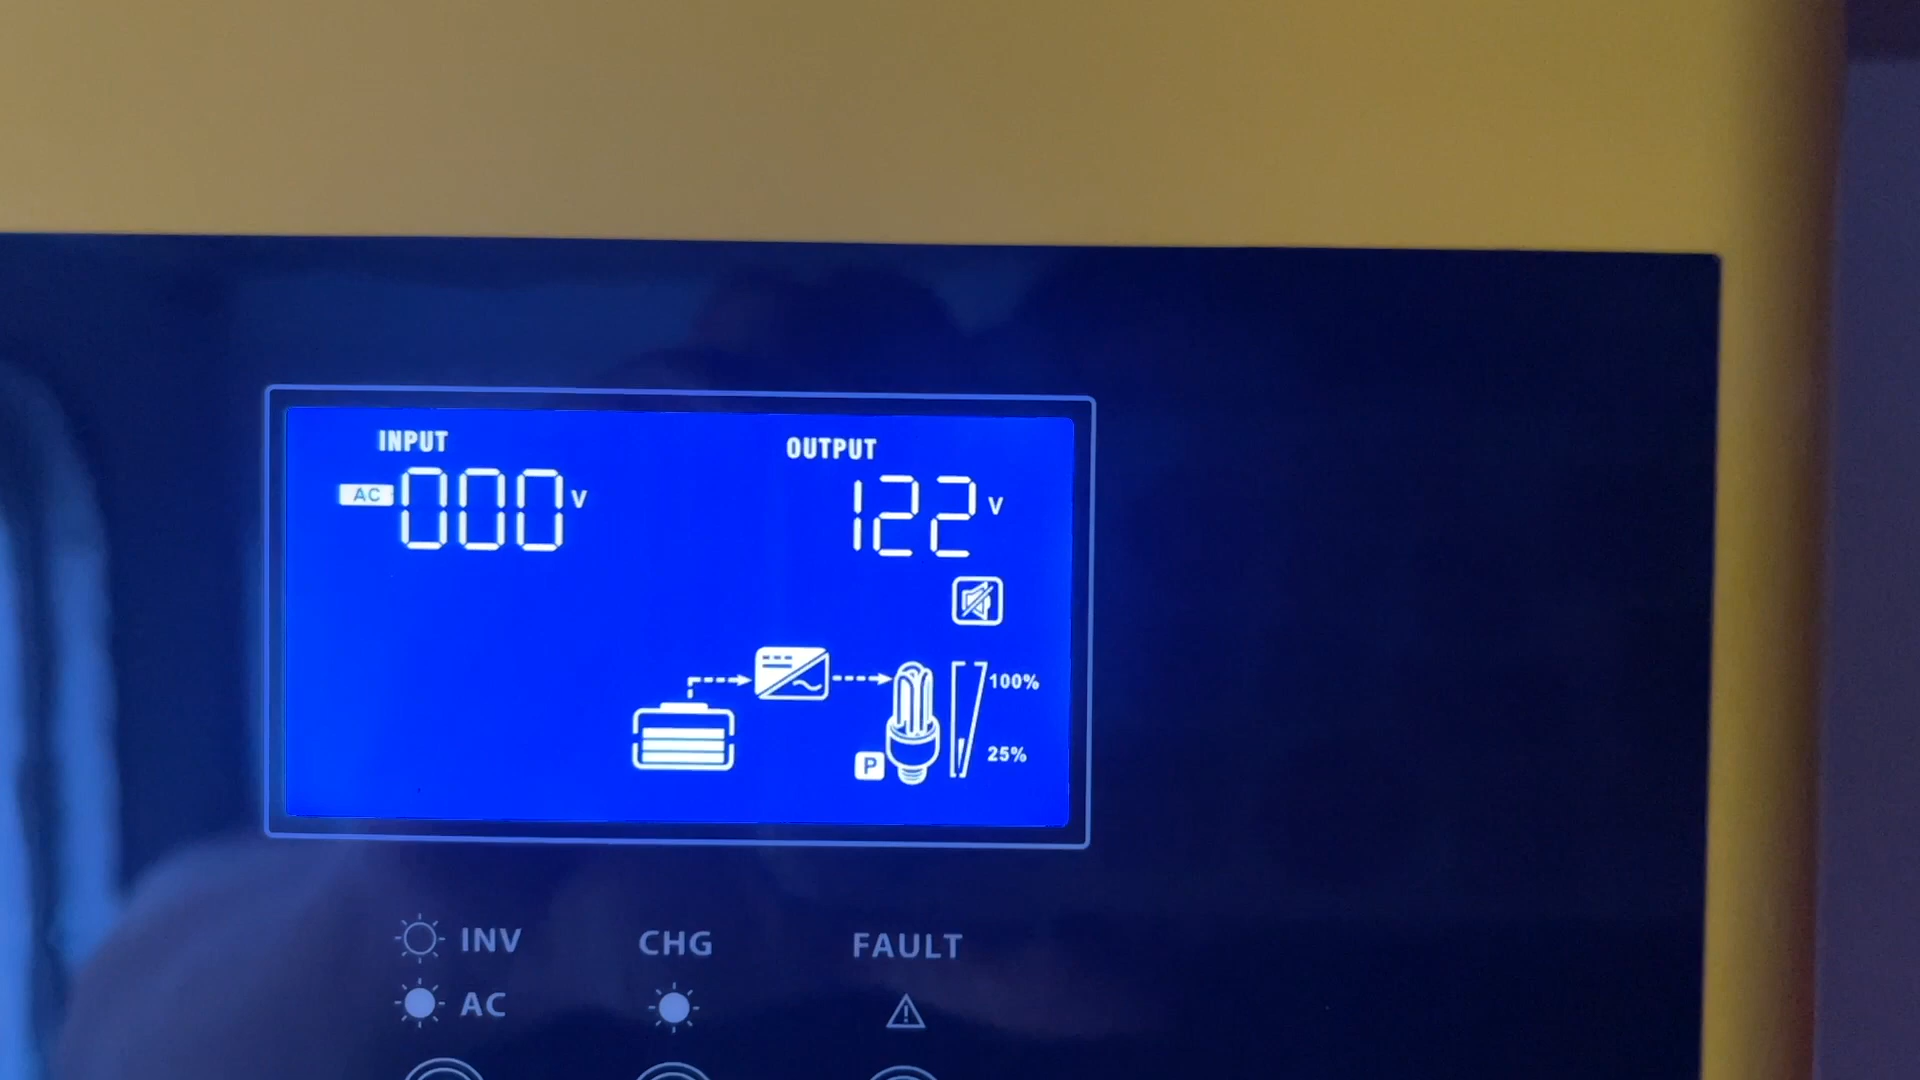 INPUT
OUTPUT
AC 000 V
122 V
100%
25%
P
INV
CHG
FAULT
AC